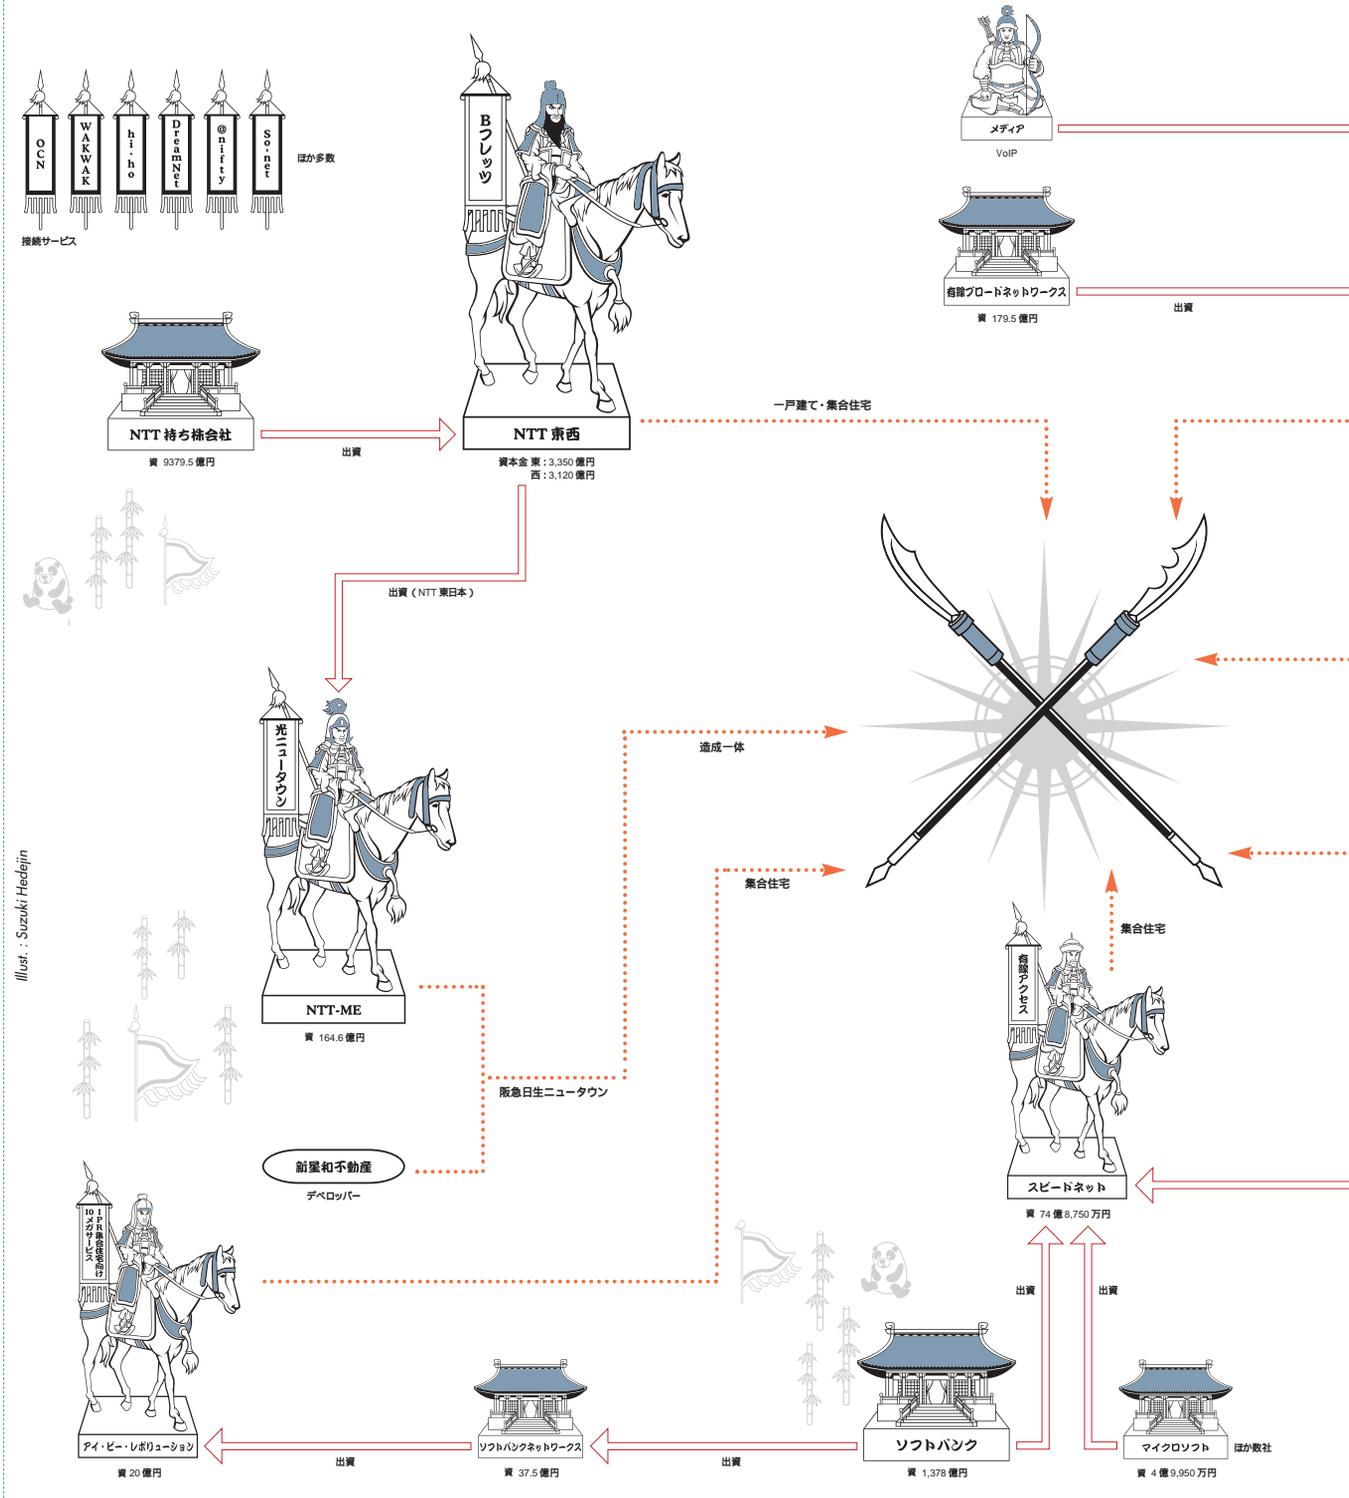 OCN
WAKWAK
hi-ho
DreamNet
@nifty
So-net
ほか多数
接続サービス
Bフレッツ
メディア
VoIP
有線ブロードネットワークス
資 179.5 億円
出資
NTT 持ち株会社
資 9379.5 億円
出資
NTT 東西
資本金 東：3,350 億円
西：3,120 億円
一戸建て・集合住宅
出資（NTT 東日本）
光ニュータウン
造成一体
集合住宅
NTT-ME
資 164.6 億円
阪急日生ニュータウン
新星和不動産
デベロッパー
集合住宅
有線アクセス
スピードネット
資 74 億 8,750 万円
IPR集合住宅向け
10メガサービス
アイ・ピー・レボリューション
資 20 億円
出資
ソフトバンクネットワークス
資 37.5 億円
出資
ソフトバンク
資 1,378 億円
出資
出資
マイクロソフト
ほか数社
資 4 億 9,950 万円
Illust. : Suzuki Hedejin